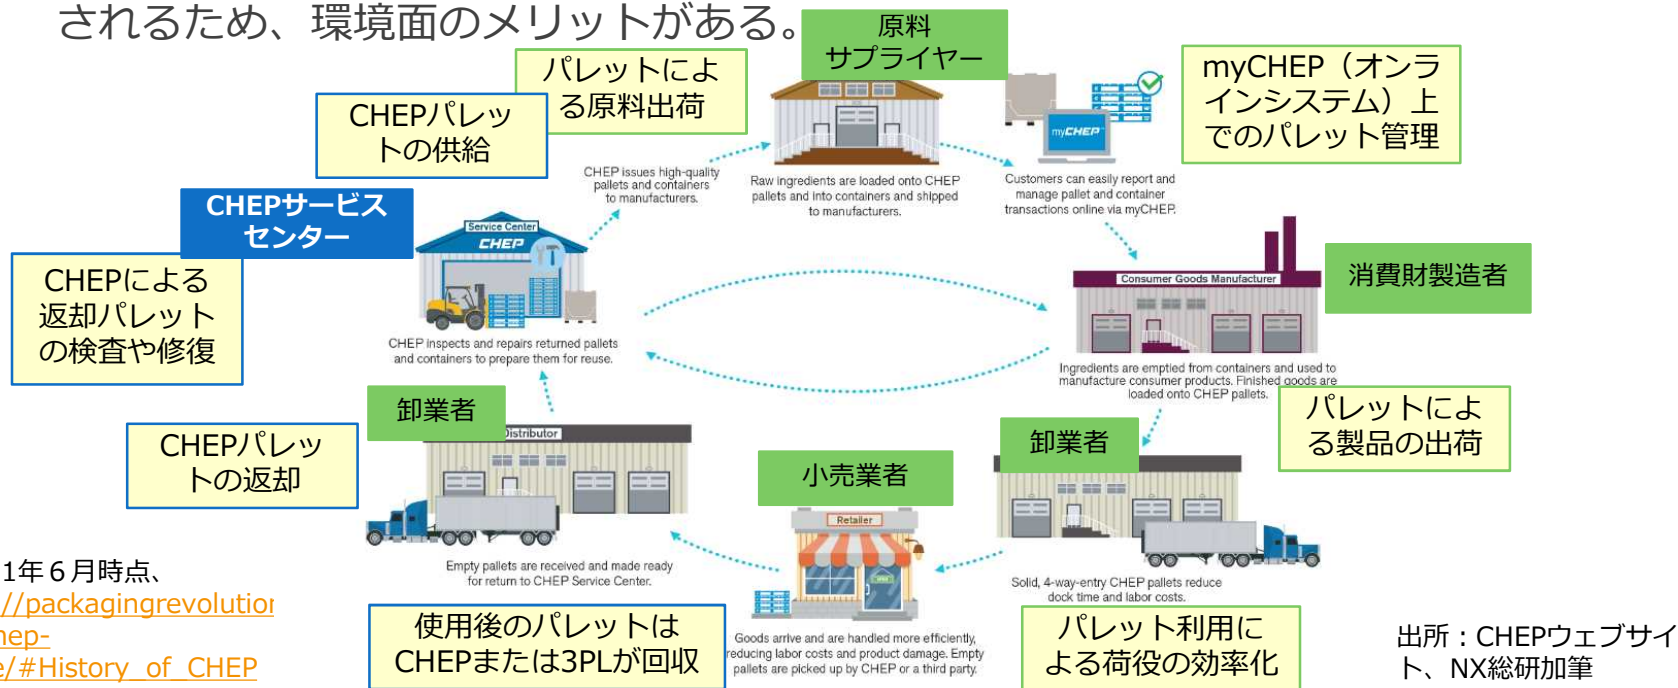 されるため、環境面のメリットがある。
原料
サプライヤー
パレットによ
る原料出荷
CHEPパレッ
トの供給
myCHEP(オンラ
インシステム)上
でのパレット管理
myCHEP
CHEP issues high-quality
pallets and containers
to manufacturers.
Raw ingredients are loaded onto CHEP
pallets and into containers and shipped
to manufacturers.
Customers can easily report and
manage pallet and container
transactions online via myCHEP.
CHEPサービス
センター
Service Center
CHEP
CHEPによる
返却パレット
の検査や修復
消費財製造者
Consumer Goods Manufacturer
CHEP inspects and repairs returned pallets
and containers to prepare them for reuse.
Ingredients are emptied from containers and used to
manufacture consumer products. Finished goods are
loaded onto CHEP pallets.
卸業者
Distributor
CHEPパレッ
トの返却
パレットによ
る製品の出荷
卸業者
小売業者
Retailer
OPEN
Empty pallets are received and made ready
for return to CHEP Service Center.
Solid, 4-way-entry CHEP pallets reduce
dock time and labor costs.
1年6月時点、
//packagingrevolution
hep-
e/#History_of_CHEP
使用後のパレットは
CHEPまたは3PLが回収
Goods arrive and are handled more efficiently,
reducing labor costs and product damage. Empty
pallets are picked up by CHEP or a third party.
パレット利用に
よる荷役の効率化
出所:CHEPウェブサイ
ト、NX総研加筆